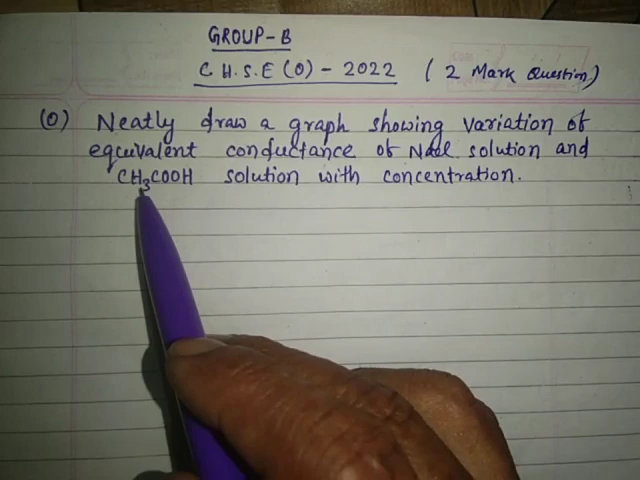 GROUP-B
C.H.S.E(O) - 2022 (2 Mark Question)
(O) Neatly draw a graph showing variation of
equivalent conductance of NaCl solution and
CH3COOH solution with concentration.